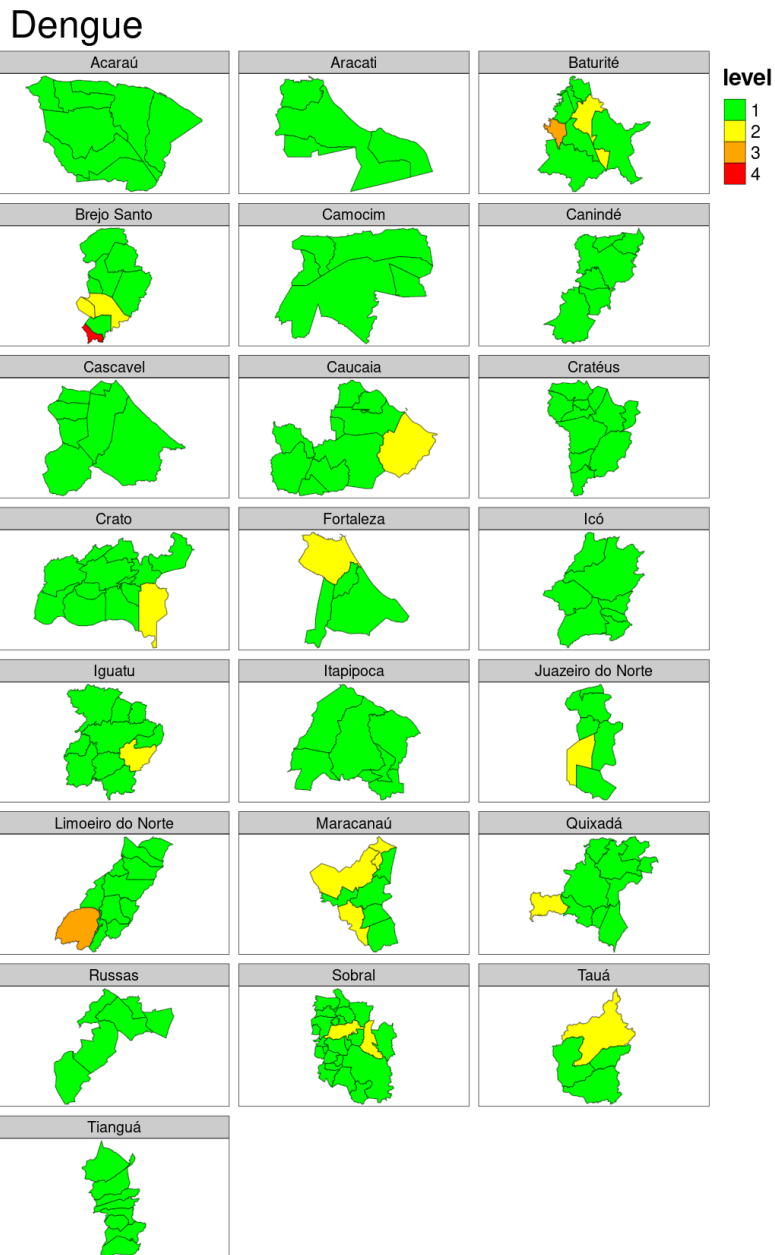 Dengue
Acaraú
Aracati
Baturité
level
1
2
3
4
Brejo Santo
Camocim
Canindé
Cascavel
Caucaia
Cratéus
Crato
Fortaleza
Icó
Iguatu
Itapipoca
Juazeiro do Norte
Limoeiro do Norte
Maracanaú
Quixadá
Russas
Sobral
Tauá
Tianguá